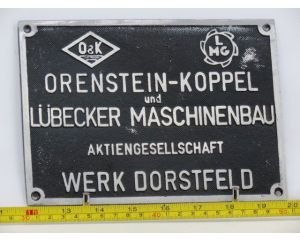 O&K
LMG
ORENSTEIN-KOPPEL
und
LÜBECKER MASCHINENBAU
AKTIENGESELLSCHAFT
WERK DORSTFELD